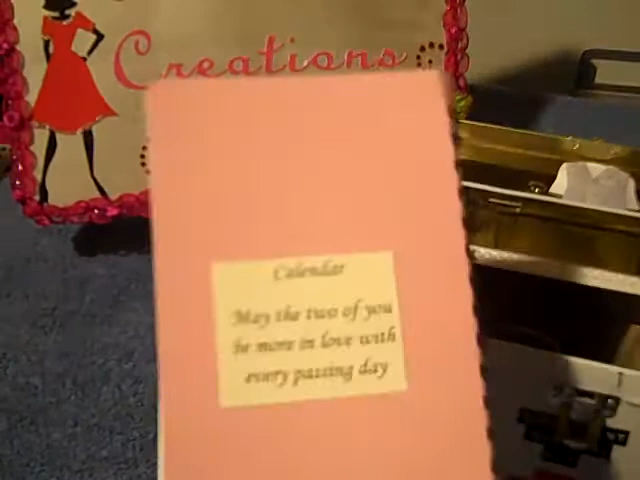 Creations
Calendar
May the two of you
be more in love with
every passing day